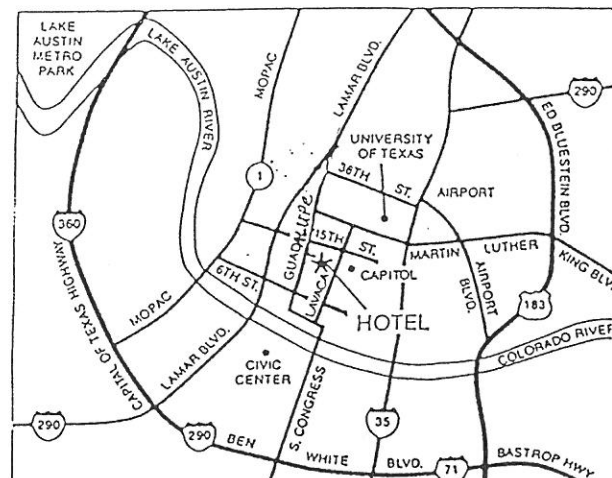 LAKE
AUSTIN
METRO
PARK
LAKE AUSTIN RIVER
MOPAC
LAMAR BLVD.
290
ED BLUESTEIN BLVD.
UNIVERSITY
OF TEXAS
36TH ST.
1
AIRPORT
360
GUADALUPE
15TH ST.
MARTIN LUTHER KING BLVD.
CAPITOL
6TH ST.
LAVACA
AIRPORT BLVD.
HOTEL
183
CAPITAL OF TEXAS HIGHWAY
MOPAC
LAMAR BLVD.
CIVIC
CENTER
COLORADO RIVER
S. CONGRESS
35
290
290
BEN WHITE BLVD.
71
BASTROP HWY